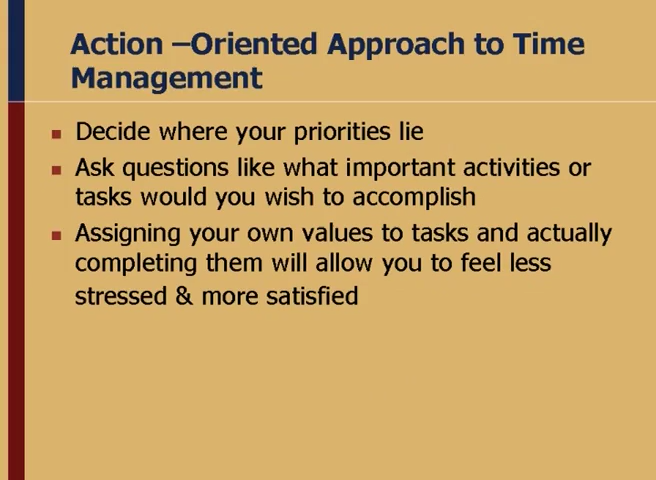 Action –Oriented Approach to Time
Management
Decide where your priorities lie
Ask questions like what important activities or
tasks would you wish to accomplish
Assigning your own values to tasks and actually
completing them will allow you to feel less
stressed & more satisfied